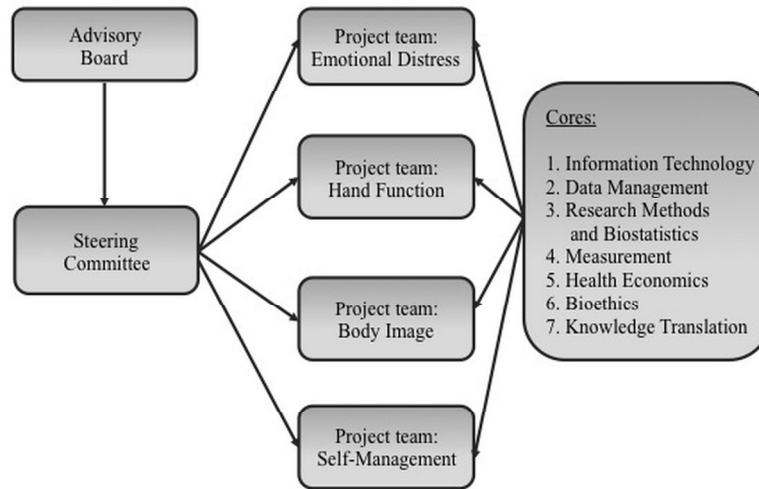 Advisory
Board
Steering
Committee
Project team:
Emotional Distress
Project team:
Hand Function
Project team:
Body Image
Project team:
Self-Management
Cores:
1. Information Technology
2. Data Management
3. Research Methods
and Biostatistics
4. Measurement
5. Health Economics
6. Bioethics
7. Knowledge Translation